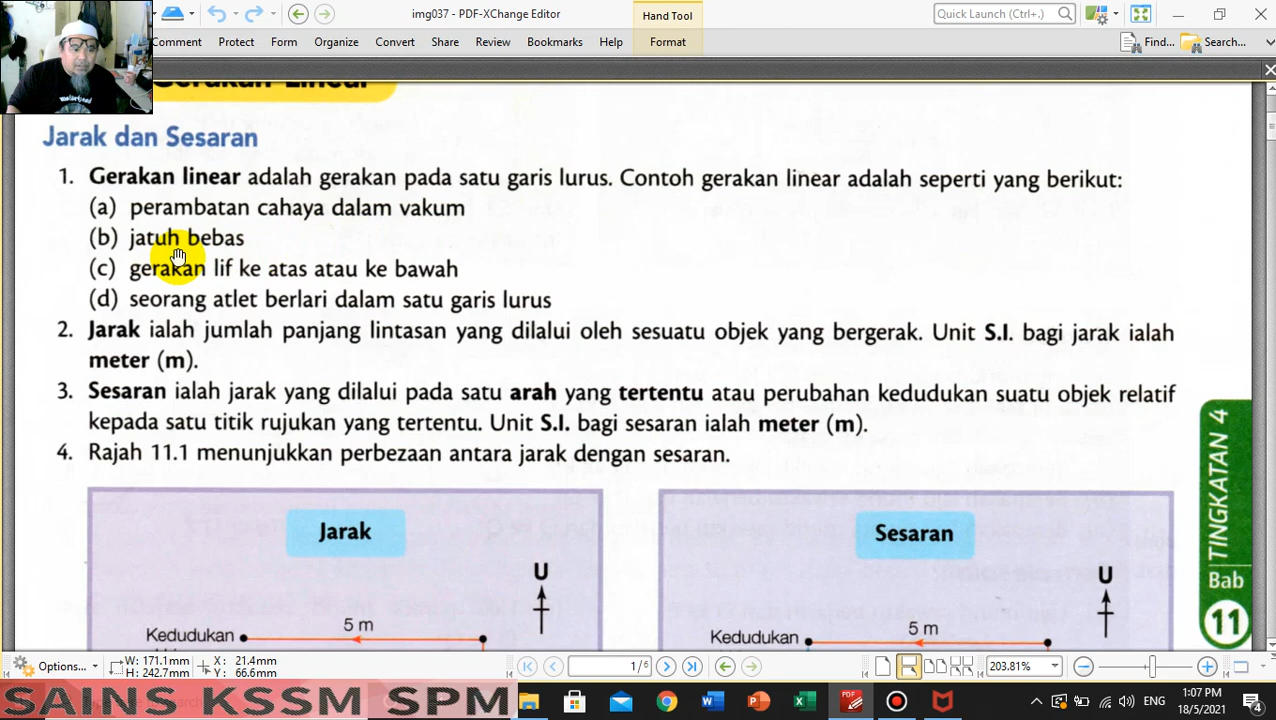 img037 - PDF-XChange Editor
Hand Tool
Quick Launch (Ctrl+.)
Comment Protect Form Organize Convert Share Review Bookmarks Help Format
Find... Search...
Gerakan Linear
Jarak dan Sesaran
1. Gerakan linear adalah gerakan pada satu garis lurus. Contoh gerakan linear adalah seperti yang berikut:
(a) perambatan cahaya dalam vakum
(b) jatuh bebas
(c) gerakan lif ke atas atau ke bawah
(d) seorang atlet berlari dalam satu garis lurus
2. Jarak ialah jumlah panjang lintasan yang dilalui oleh sesuatu objek yang bergerak. Unit S.I. bagi jarak ialah
meter (m).
3. Sesaran ialah jarak yang dilalui pada satu arah yang tertentu atau perubahan kedudukan suatu objek relatif
kepada satu titik rujukan yang tertentu. Unit S.I. bagi sesaran ialah meter (m).
4. Rajah 11.1 menunjukkan perbezaan antara jarak dengan sesaran.
Jarak
U
5 m
Kedudukan
Sesaran
U
5 m
Kedudukan
TINGKATAN 4
Bab
11
Options...
W: 171.1mm
H: 242.7mm
X: 21.4mm
Y: 66.6mm
1/6
203.81%
SAINS KSSM SPM
ENG
1:07 PM
18/5/2021